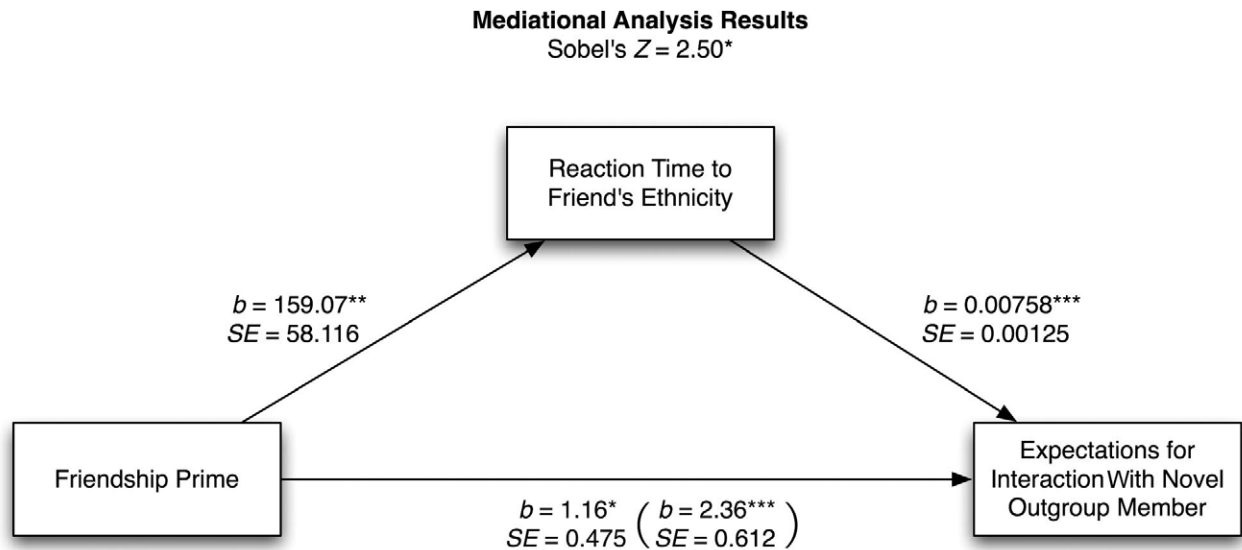 Mediational Analysis Results
Sobel's Z = 2.50*
Reaction Time to
Friend's Ethnicity
b = 159.07**
SE = 58.116
b = 0.00758***
SE = 0.00125
Friendship Prime
Expectations for
Interaction With Novel
Outgroup Member
b = 1.16* ( b = 2.36*** )
SE = 0.475 ( SE = 0.612 )